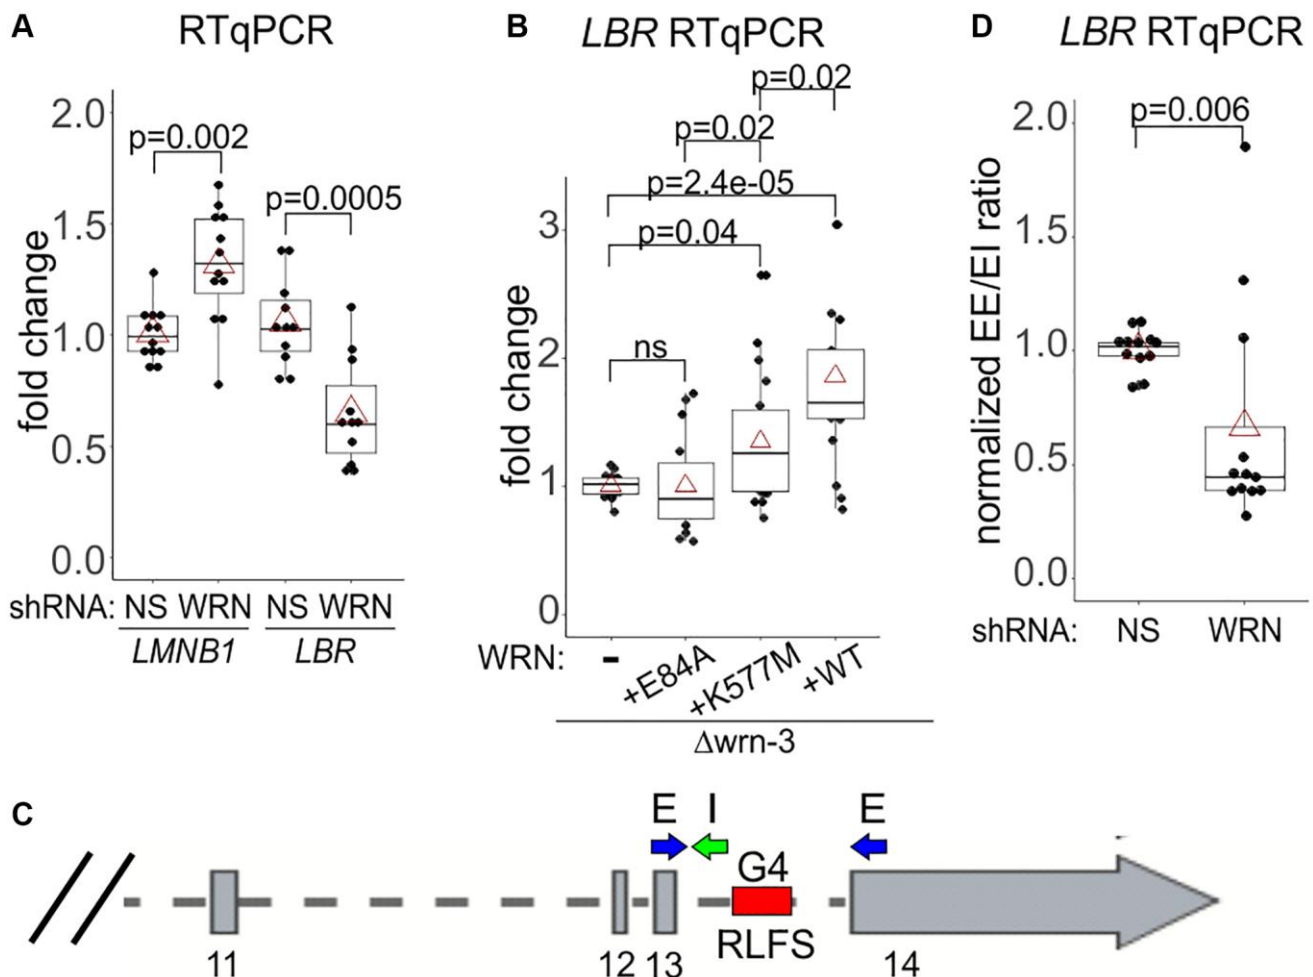 A
RTqPCR
fold change
2.0
1.5
1.0
0.5
0.0
p=0.002
p=0.0005
shRNA: NS WRN NS WRN
LMNB1 LBR
B
LBR RTqPCR
fold change
3
2
1
0
p=0.02
p=0.02
p=2.4e-05
p=0.04
ns
WRN: - +E84A +K577M +WT
Δwrn-3
D
LBR RTqPCR
normalized EE/EI ratio
2.0
1.5
1.0
0.5
0.0
p=0.006
shRNA: NS WRN
C
E I E
G4
RLFS
11 12 13 14